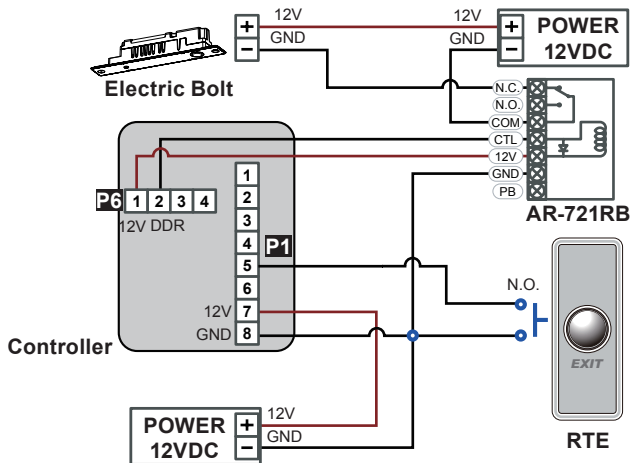 12V 12V
GND GND
+ +
− −
POWER
12VDC
Electric Bolt
N.C.
N.O.
COM
CTL
12V
GND
PB
AR-721RB
P6 1 2 3 4
12V DDR
1
2
3
4
5
6
7
8
P1
12V
GND
Controller
N.O.
EXIT
RTE
POWER
12VDC
+ 12V
− GND